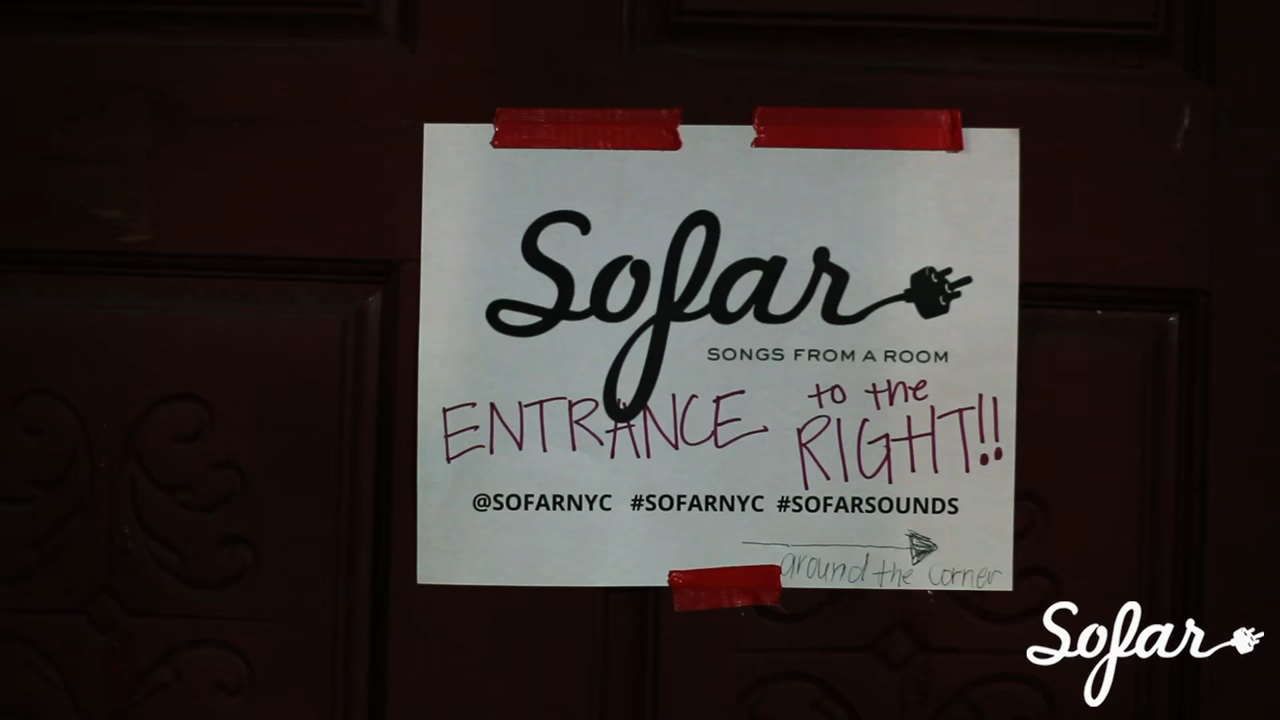 Sofar
SONGS FROM A ROOM
ENTRANCE to the RIGHT!!
@SOFARNYC #SOFARNYC #SOFARSOUNDS
around the corner
Sofar